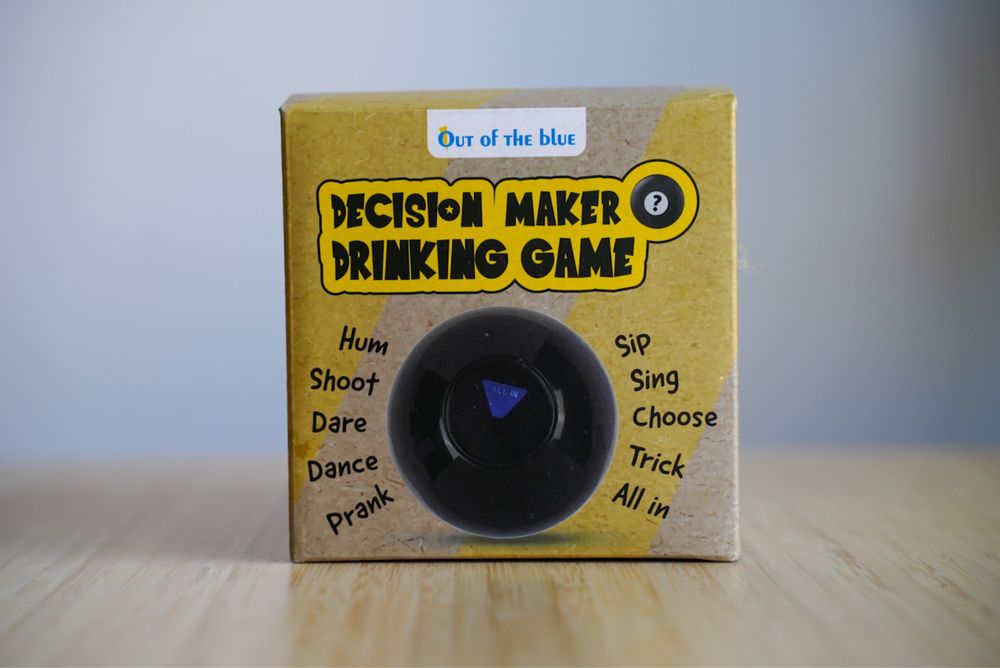 Out of the blue
DECISION MAKER ?
DRINKING GAME
Hum
Shoot
Dare
Dance
Prank
ALL IN
Sip
Sing
Choose
Trick
All in